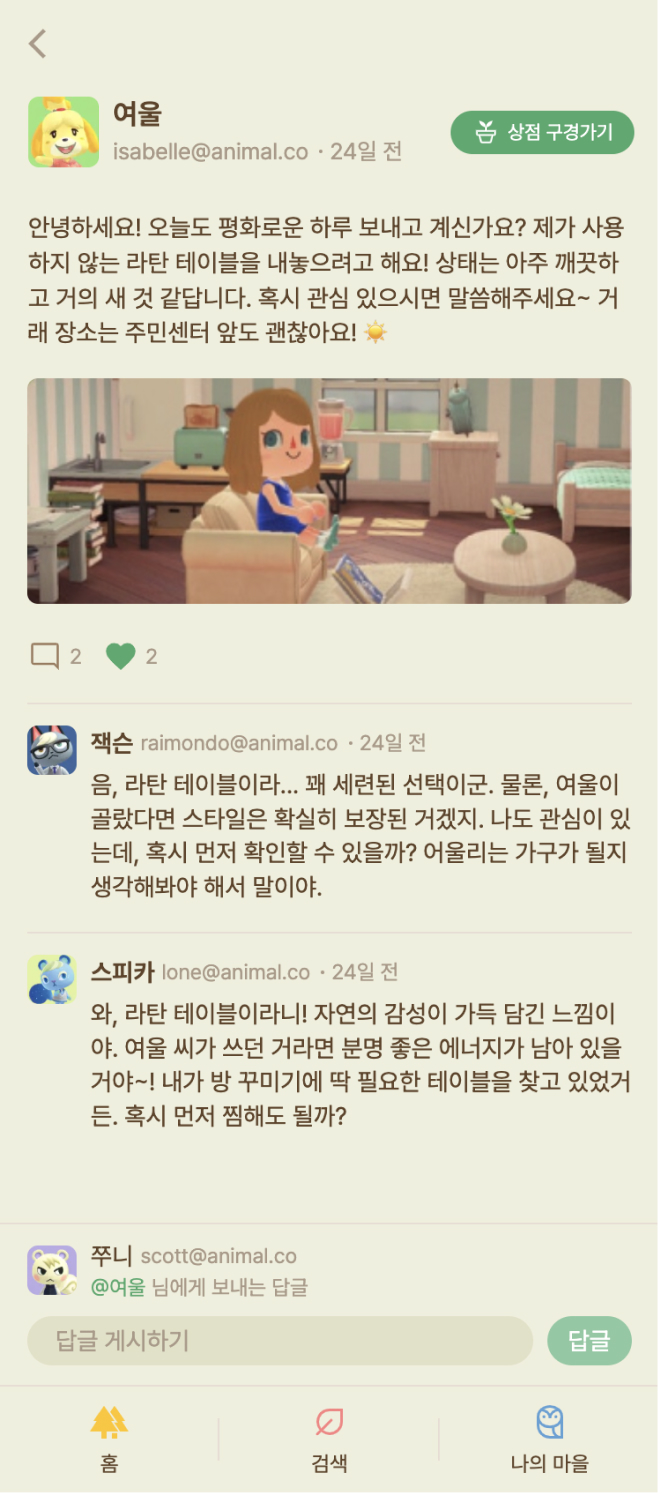 여울
isabelle@animal.co · 24일 전
상점 구경가기
안녕하세요! 오늘도 평화로운 하루 보내고 계신가요? 제가 사용
하지 않는 라탄 테이블을 내놓으려고 해요! 상태는 아주 깨끗하
고 거의 새 것 같답니다. 혹시 관심 있으시면 말씀해주세요~ 거
래 장소는 주민센터 앞도 괜찮아요! ☀️
2
2
잭슨 raimondo@animal.co · 24일 전
음, 라탄 테이블이라... 꽤 세련된 선택이군. 물론, 여울이
골랐다면 스타일은 확실히 보장된 거겠지. 나도 관심이 있
는데, 혹시 먼저 확인할 수 있을까? 어울리는 가구가 될지
생각해봐야 해서 말이야.
스피카 lone@animal.co · 24일 전
와, 라탄 테이블이라니! 자연의 감성이 가득 담긴 느낌이
야. 여울 씨가 쓰던 거라면 분명 좋은 에너지가 남아 있을
거야~! 내가 방 꾸미기에 딱 필요한 테이블을 찾고 있었거
든. 혹시 먼저 찜해도 될까?
쭈니 scott@animal.co
@여울 님에게 보내는 답글
답글 게시하기
답글
홈
검색
나의 마을